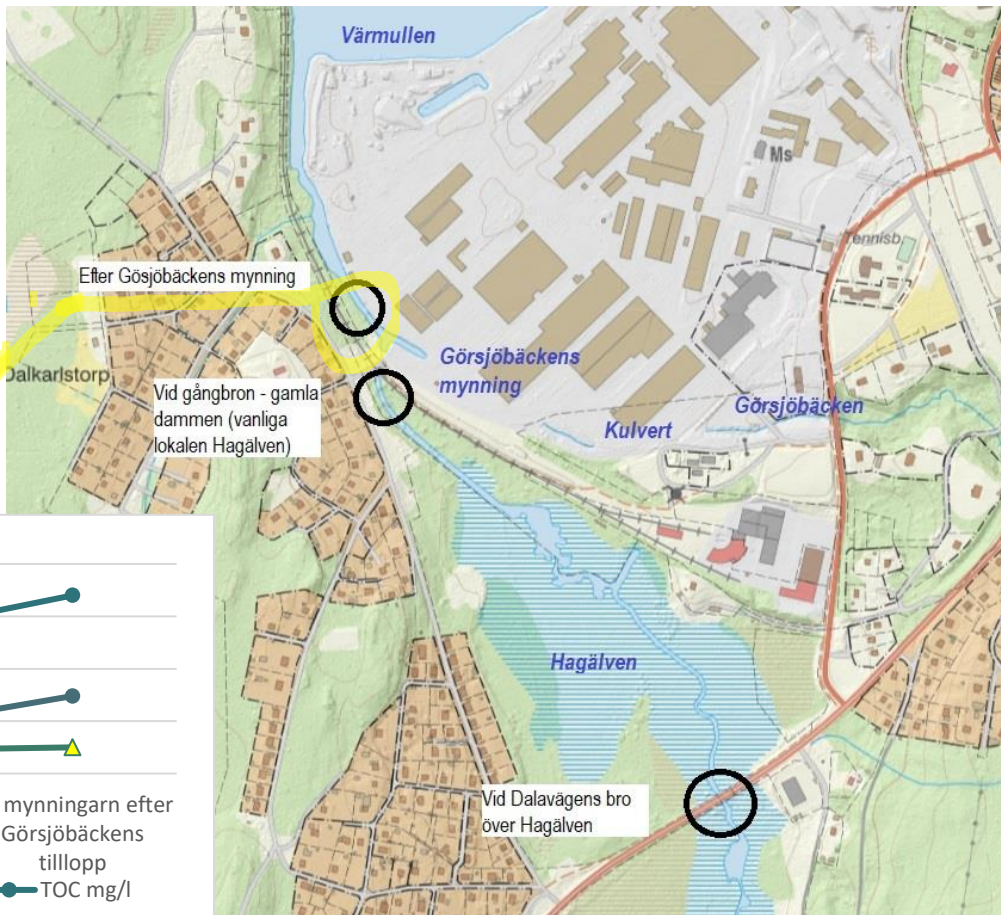 Värmullen
Ms
Tennisb.
Efter Gösjöbäckens mynning
Dalkarlstorp
Görsjöbäckens
mynning
Vid gångbron - gamla
dammen (vanliga
lokalen Hagälven)
Görsjöbäcken
Kulvert
Hagälven
Vid Dalavägens bro
över Hagälven
mynningarn efter
Görsjöbäckens
tilllopp
TOC mg/l